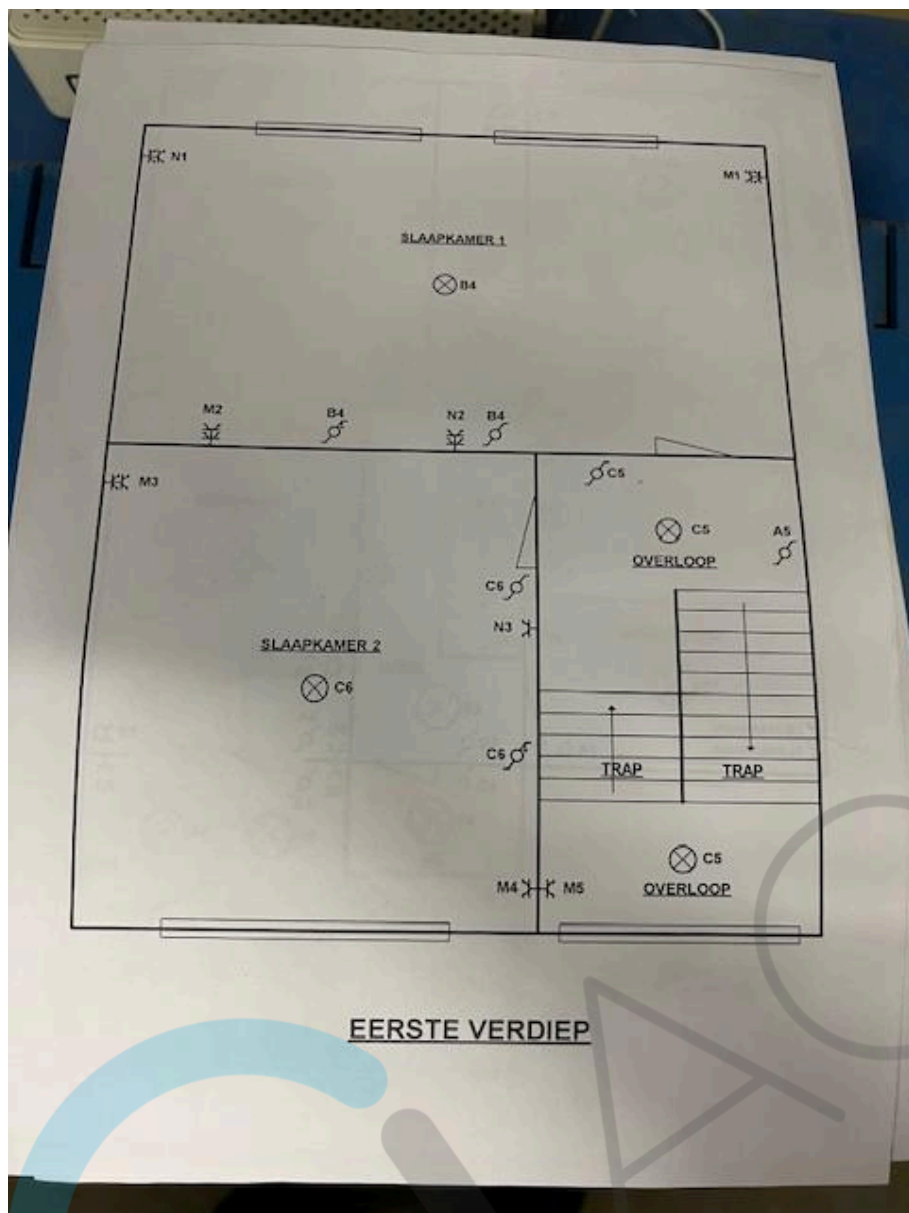 N1
M1
SLAAPKAMER 1
B4
M2
B4
N2
B4
M3
C5
C5
A5
OVERLOOP
C6
N3
SLAAPKAMER 2
C6
C6
TRAP
TRAP
C5
M4
M5
OVERLOOP
EERSTE VERDIEP